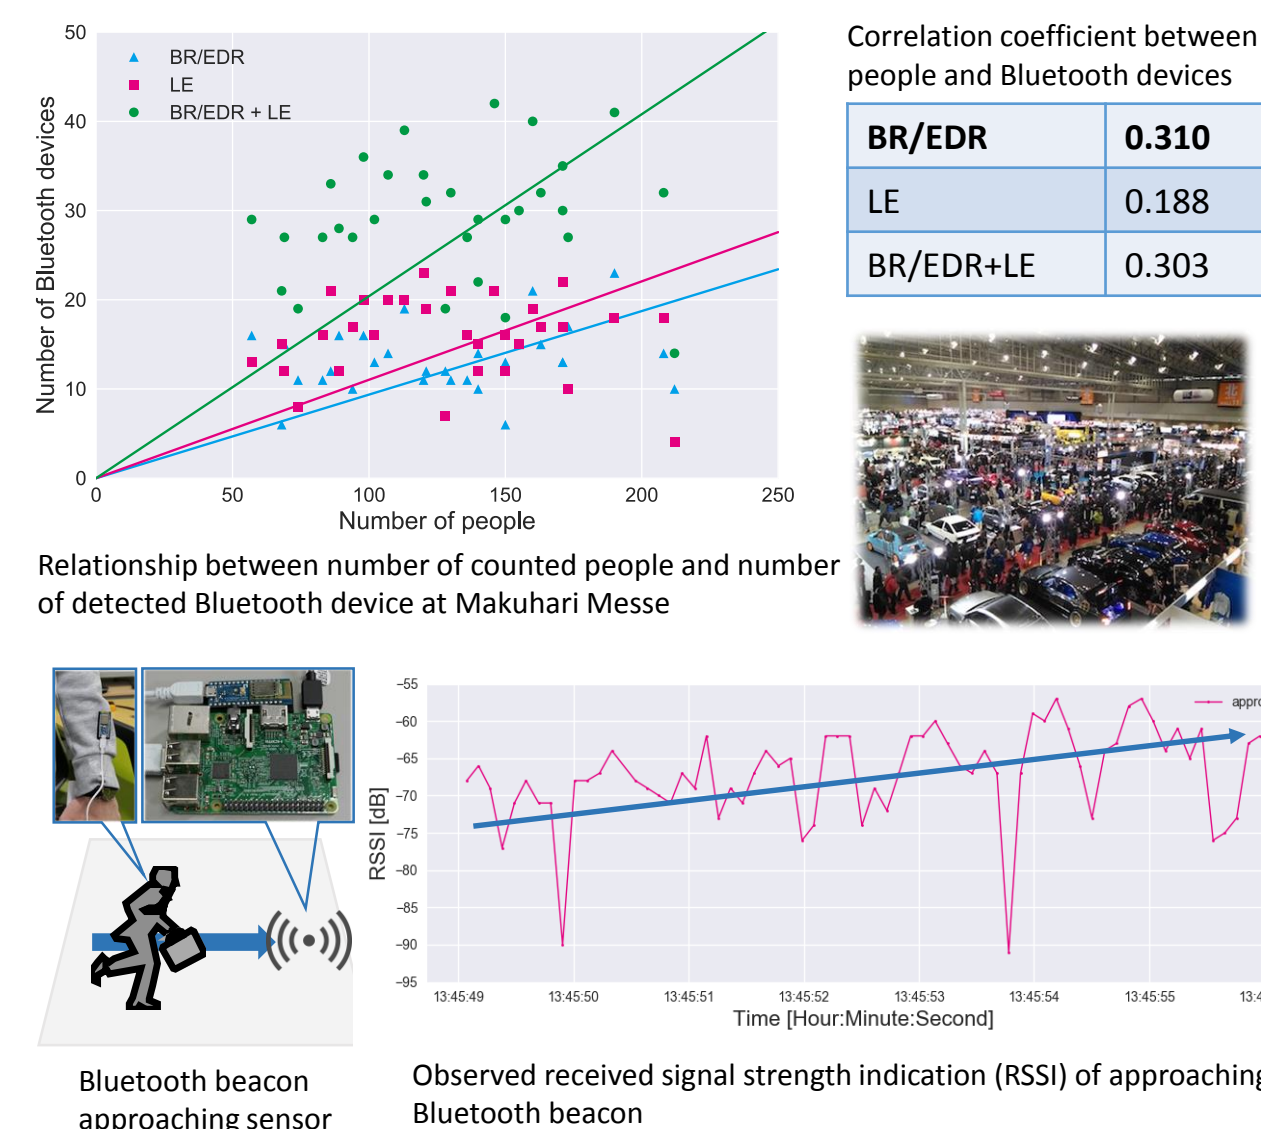 50
40
30
20
10
0
Number of Bluetooth devices
BR/EDR
LE
BR/EDR + LE
0
50
100
150
200
250
Number of people
Relationship between number of counted people and number
of detected Bluetooth device at Makuhari Messe
Correlation coefficient between
people and Bluetooth devices
BR/EDR 0.310
LE 0.188
BR/EDR+LE 0.303
−55
−60
−65
−70
−75
−80
−85
−90
−95
RSSI [dB]
appro
13:45:49
13:45:50
13:45:51
13:45:52
13:45:53
13:45:54
13:45:55
13:4
Time [Hour:Minute:Second]
Bluetooth beacon
approaching sensor
Observed received signal strength indication (RSSI) of approaching
Bluetooth beacon